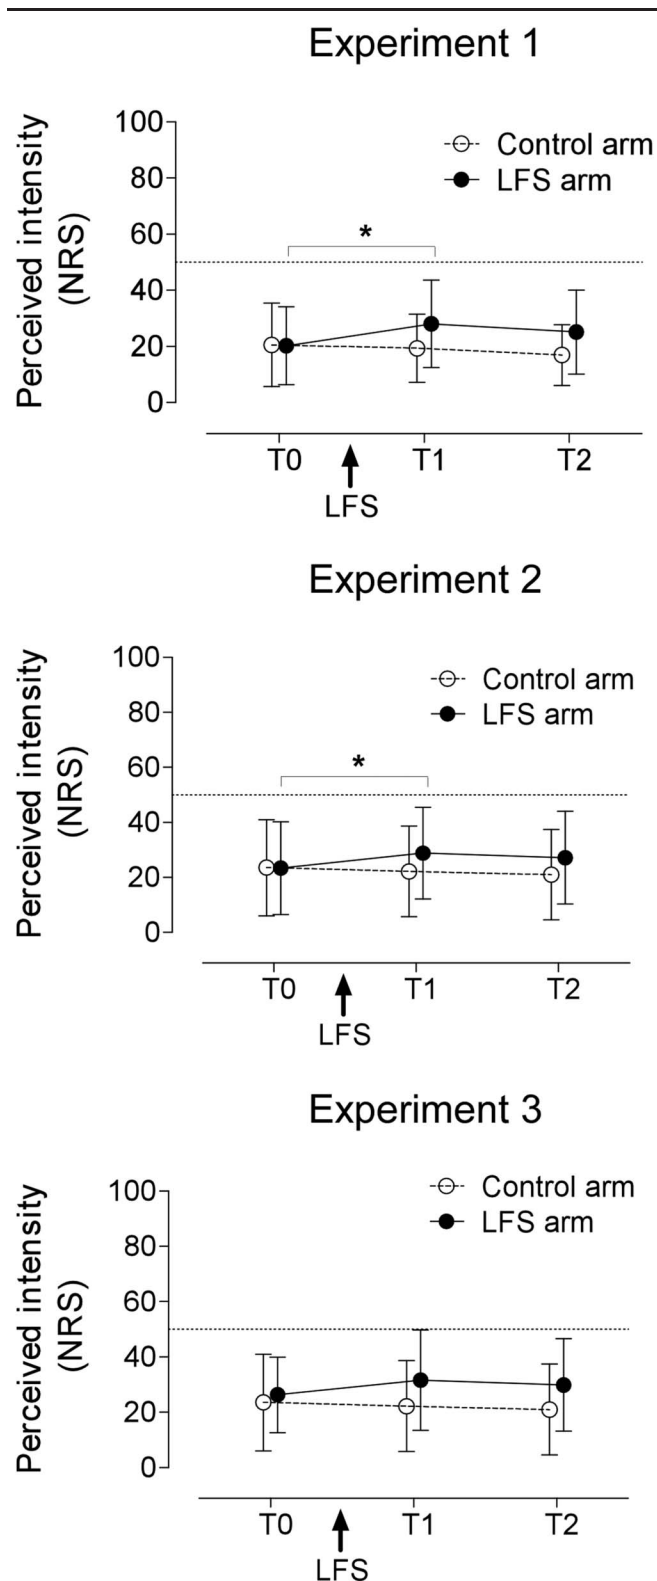 Experiment 1
Perceived intensity
(NRS)
100
80
60
40
20
0
Control arm
LFS arm
*
T0
T1
T2
LFS
Experiment 2
Perceived intensity
(NRS)
100
80
60
40
20
0
Control arm
LFS arm
*
T0
T1
T2
LFS
Experiment 3
Perceived intensity
(NRS)
100
80
60
40
20
0
Control arm
LFS arm
T0
T1
T2
LFS